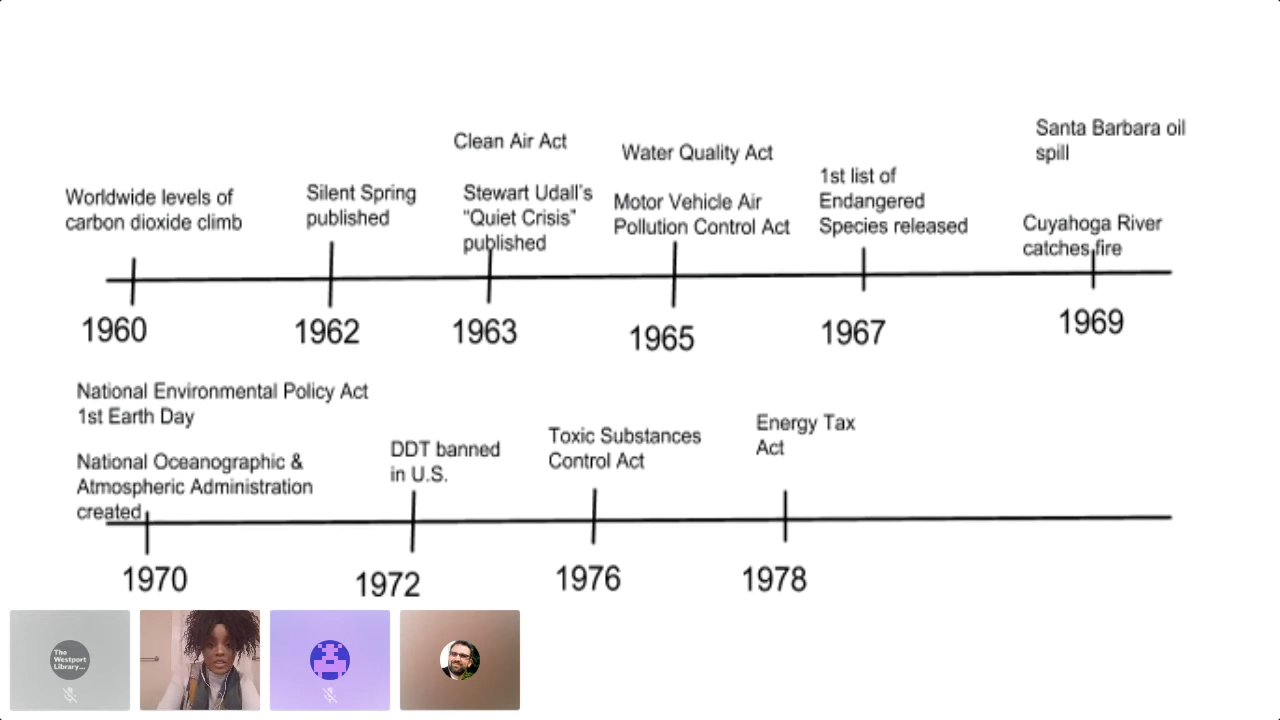 Worldwide levels of
carbon dioxide climb
Silent Spring
published
Clean Air Act
Stewart Udall's
"Quiet Crisis"
published
Water Quality Act
Motor Vehicle Air
Pollution Control Act
1st list of
Endangered
Species released
Santa Barbara oil
spill
Cuyahoga River
catches fire
1960
1962
1963
1965
1967
1969
National Environmental Policy Act
1st Earth Day
National Oceanographic &
Atmospheric Administration
created
DDT banned
in U.S.
Toxic Substances
Control Act
Energy Tax
Act
1970
1972
1976
1978
The
Westport
Library...